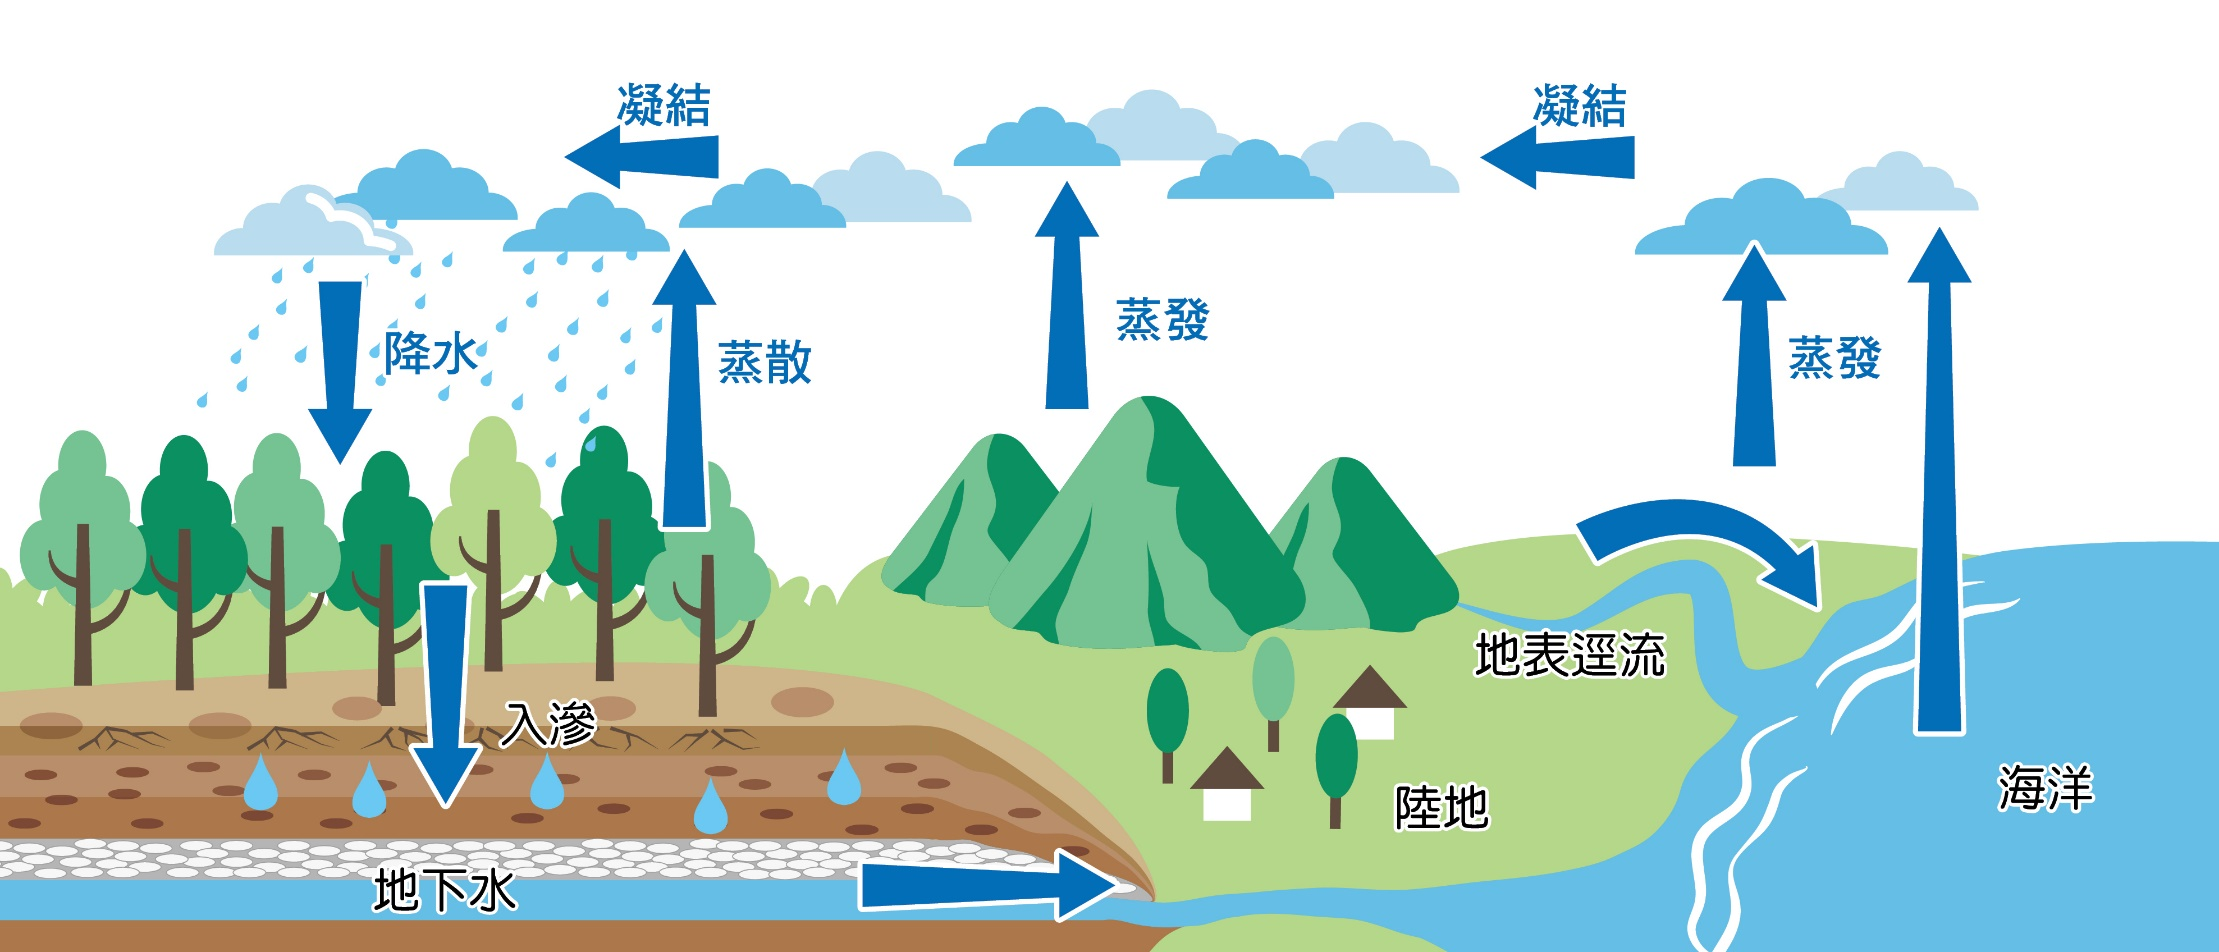 凝結
凝結
降水
蒸散
蒸發
蒸發
地表逕流
入滲
陸地
海洋
地下水